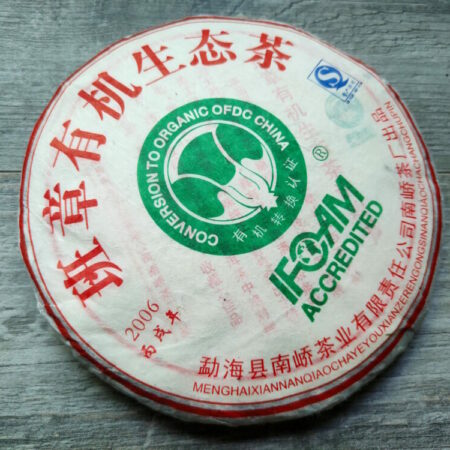 班章有机生态茶
CONVERSION TO ORGANIC OFDC CHINA
有机转换认证
®
IFOAM
ACCREDITED
2006
丙戌年
勐海县南峤茶业有限责任公司南峤茶厂出品
MENGHAIXIANNANQIAOCHAYEYOUXIANZERENGONGSINANQIAOCHACHANGCHUPIN